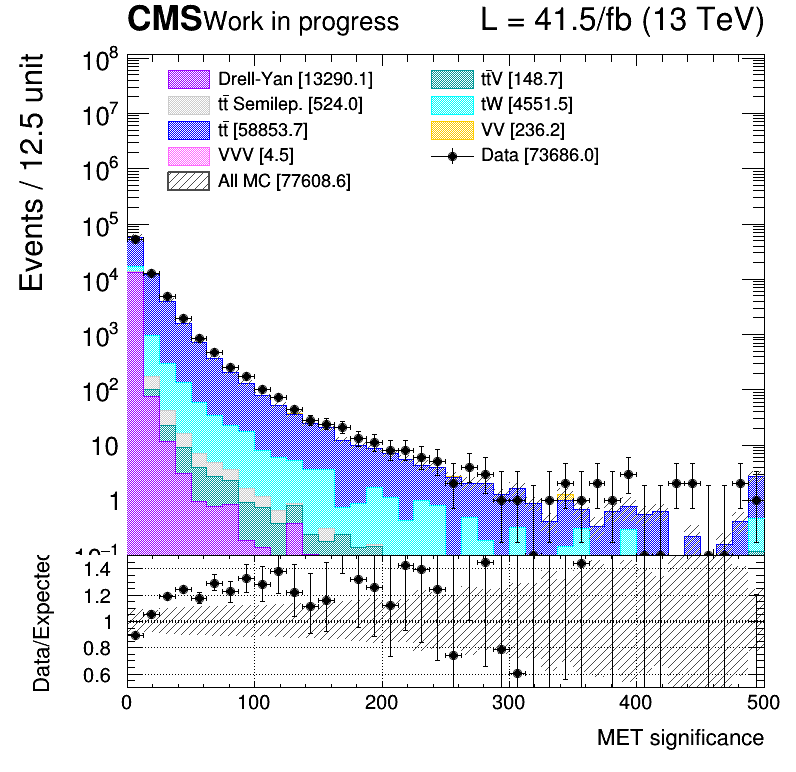 CMS Work in progress L = 41.5/fb (13 TeV)
Events / 12.5 unit
10⁸
10⁷
10⁶
10⁵
10⁴
10³
10²
10
1
10⁻¹
Drell-Yan [13290.1]
tt̄ Semilep. [524.0]
tt̄ [58853.7]
VVV [4.5]
All MC [77608.6]
tt̄V [148.7]
tW [4551.5]
VV [236.2]
Data [73686.0]
Data/Expected
1.4
1.2
1
0.8
0.6
0 100 200 300 400 500
MET significance